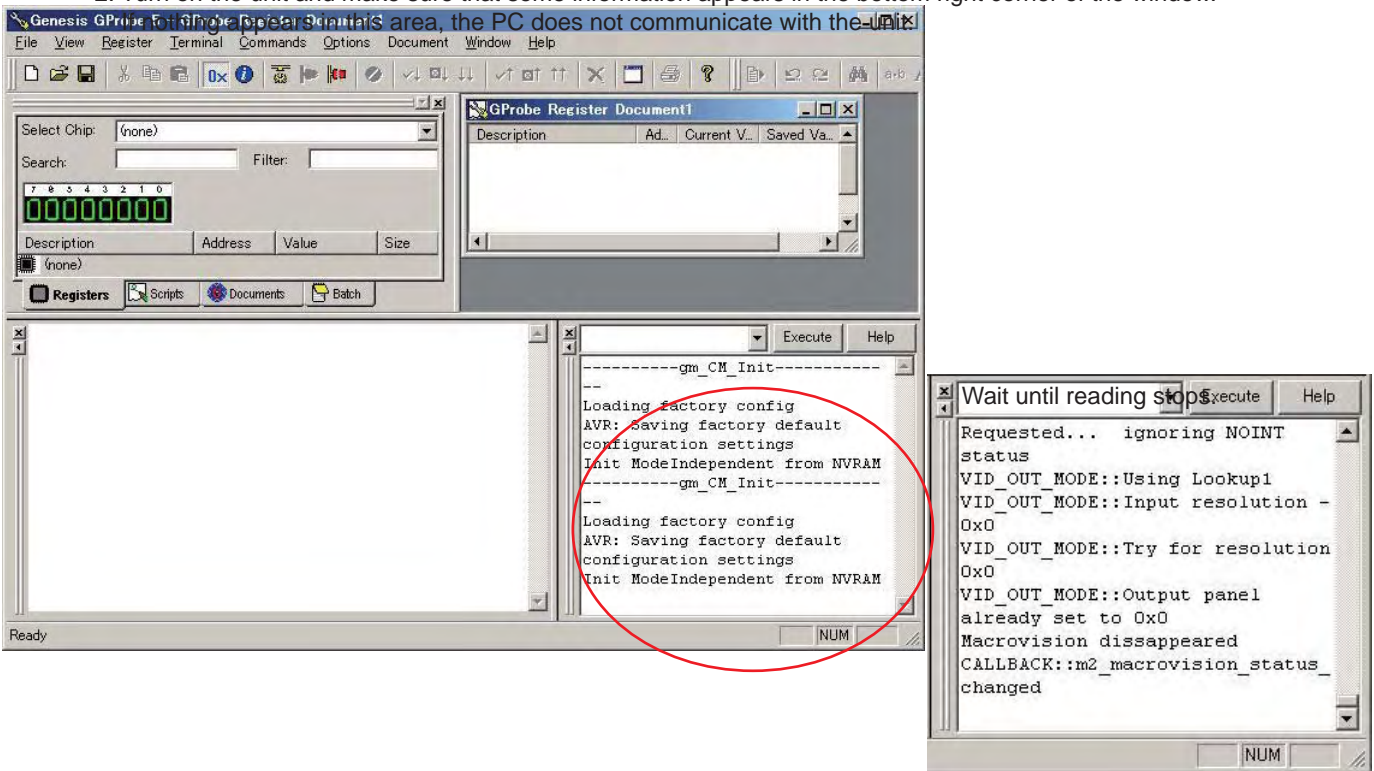 2. Turn on the unit and make sure that some information appears in the bottom right corner of the window.
If nothing appears in this area, the PC does not communicate with the unit.
Genesis GProbe 5 - GProbe Register Document1
File View Register Terminal Commands Options Document Window Help
0x
a+b
Select Chip: (none)
Search: Filter:
7 6 5 4 3 2 1 0
00000000
Description Address Value Size
(none)
Registers Scripts Documents Batch
GProbe Register Document1
Description Ad... Current V... Saved Va...
Execute Help
----------gm_CM_Init-----------
--
Loading factory config
AVR: Saving factory default
configuration settings
Init ModeIndependent from NVRAM
----------gm_CM_Init-----------
--
Loading factory config
AVR: Saving factory default
configuration settings
Init ModeIndependent from NVRAM
Ready NUM
Wait until reading stops.
Execute Help
Requested... ignoring NOINT
status
VID_OUT_MODE::Using Lookup1
VID_OUT_MODE::Input resolution -
0x0
VID_OUT_MODE::Try for resolution
0x0
VID_OUT_MODE::Output panel
already set to 0x0
Macrovision dissappeared
CALLBACK::m2_macrovision_status_
changed
NUM